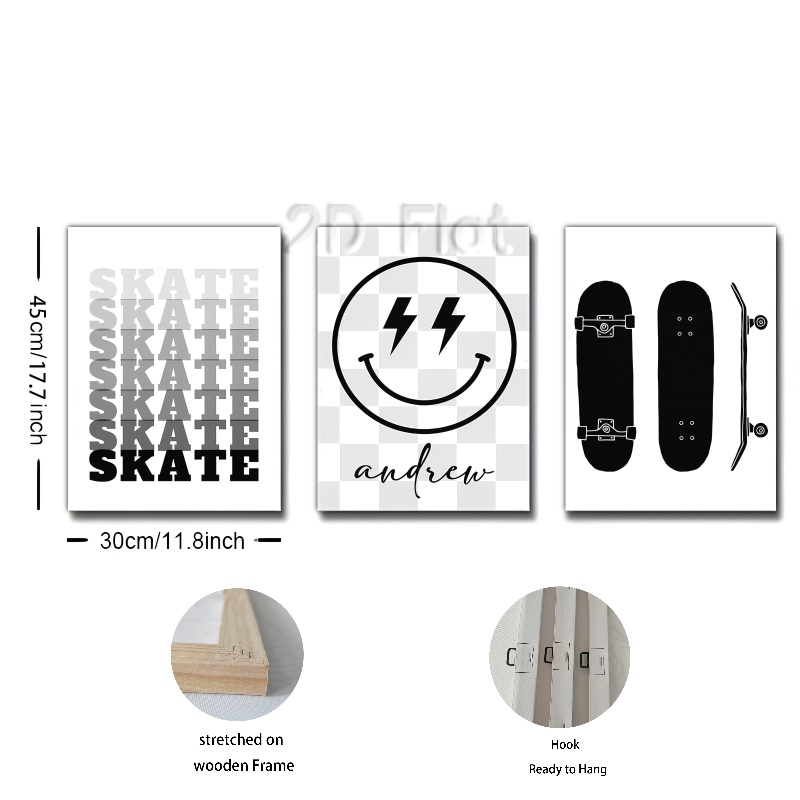 2D Flat
SKATE
SKATE
SKATE
SKATE
SKATE
SKATE
SKATE
andrew
45cm/17.7inch
30cm/11.8inch
stretched on
wooden Frame
Hook
Ready to Hang